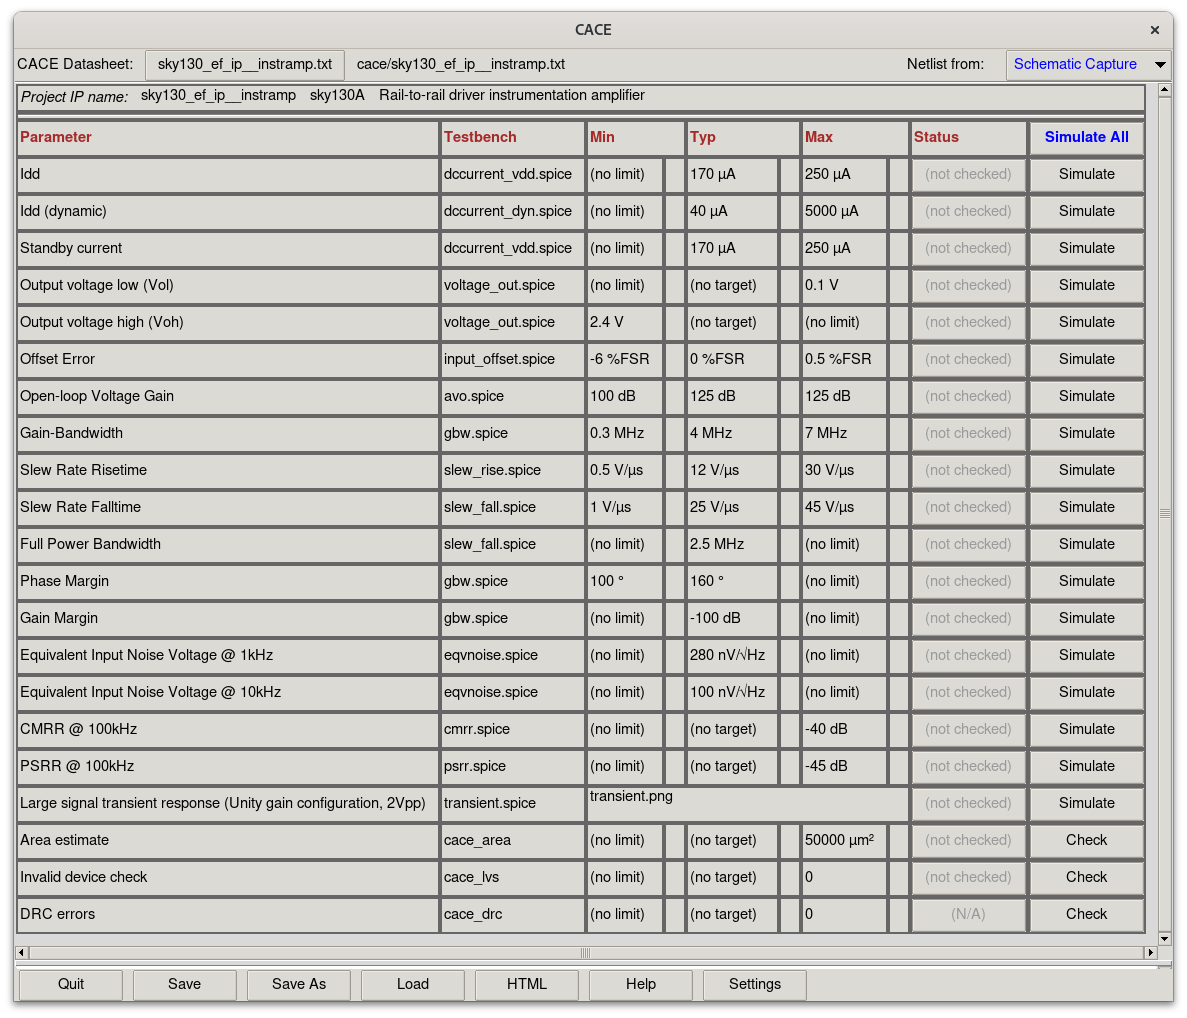 CACE
×
CACE Datasheet: sky130_ef_ip__instramp.txt cace/sky130_ef_ip__instramp.txt Netlist from: Schematic Capture
Project IP name: sky130_ef_ip__instramp sky130A Rail-to-rail driver instrumentation amplifier
Parameter Testbench Min Typ Max Status Simulate All
Idd dccurrent_vdd.spice (no limit) 170 µA 250 µA (not checked) Simulate
Idd (dynamic) dccurrent_dyn.spice (no limit) 40 µA 5000 µA (not checked) Simulate
Standby current dccurrent_vdd.spice (no limit) 170 µA 250 µA (not checked) Simulate
Output voltage low (Vol) voltage_out.spice (no limit) (no target) 0.1 V (not checked) Simulate
Output voltage high (Voh) voltage_out.spice 2.4 V (no target) (no limit) (not checked) Simulate
Offset Error input_offset.spice -6 %FSR 0 %FSR 0.5 %FSR (not checked) Simulate
Open-loop Voltage Gain avo.spice 100 dB 125 dB 125 dB (not checked) Simulate
Gain-Bandwidth gbw.spice 0.3 MHz 4 MHz 7 MHz (not checked) Simulate
Slew Rate Risetime slew_rise.spice 0.5 V/µs 12 V/µs 30 V/µs (not checked) Simulate
Slew Rate Falltime slew_fall.spice 1 V/µs 25 V/µs 45 V/µs (not checked) Simulate
Full Power Bandwidth slew_fall.spice (no limit) 2.5 MHz (no limit) (not checked) Simulate
Phase Margin gbw.spice 100 ° 160 ° (no limit) (not checked) Simulate
Gain Margin gbw.spice (no limit) -100 dB (no limit) (not checked) Simulate
Equivalent Input Noise Voltage @ 1kHz eqvnoise.spice (no limit) 280 nV/√Hz (no limit) (not checked) Simulate
Equivalent Input Noise Voltage @ 10kHz eqvnoise.spice (no limit) 100 nV/√Hz (no limit) (not checked) Simulate
CMRR @ 100kHz cmrr.spice (no limit) (no target) -40 dB (not checked) Simulate
PSRR @ 100kHz psrr.spice (no limit) (no target) -45 dB (not checked) Simulate
Large signal transient response (Unity gain configuration, 2Vpp) transient.spice transient.png (not checked) Simulate
Area estimate cace_area (no limit) (no target) 50000 µm² (not checked) Check
Invalid device check cace_lvs (no limit) (no target) 0 (not checked) Check
DRC errors cace_drc (no limit) (no target) 0 (N/A) Check
Quit Save Save As Load HTML Help Settings